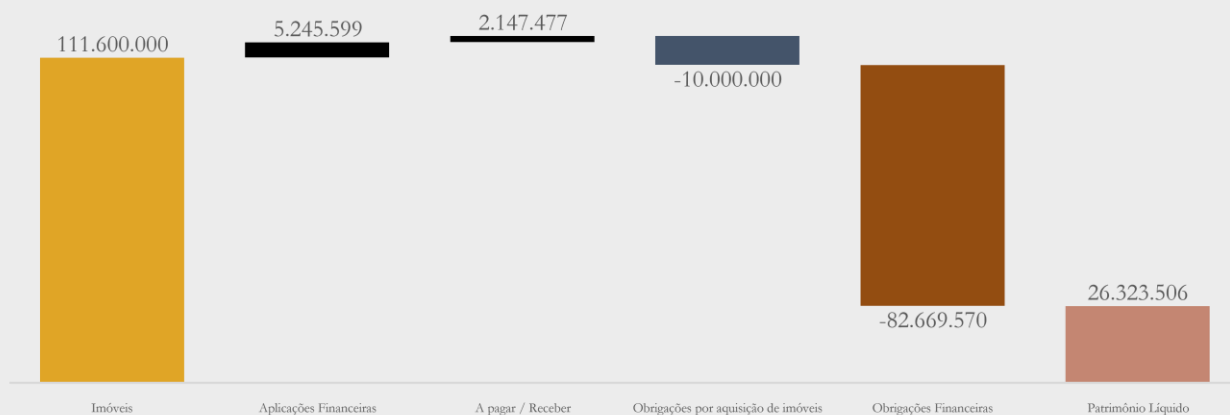 111.600.000
5.245.599
2.147.477
-10.000.000
-82.669.570
26.323.506
Imóveis
Aplicações Financeiras
A pagar / Receber
Obrigações por aquisição de imóveis
Obrigações Financeiras
Patrimônio Líquido